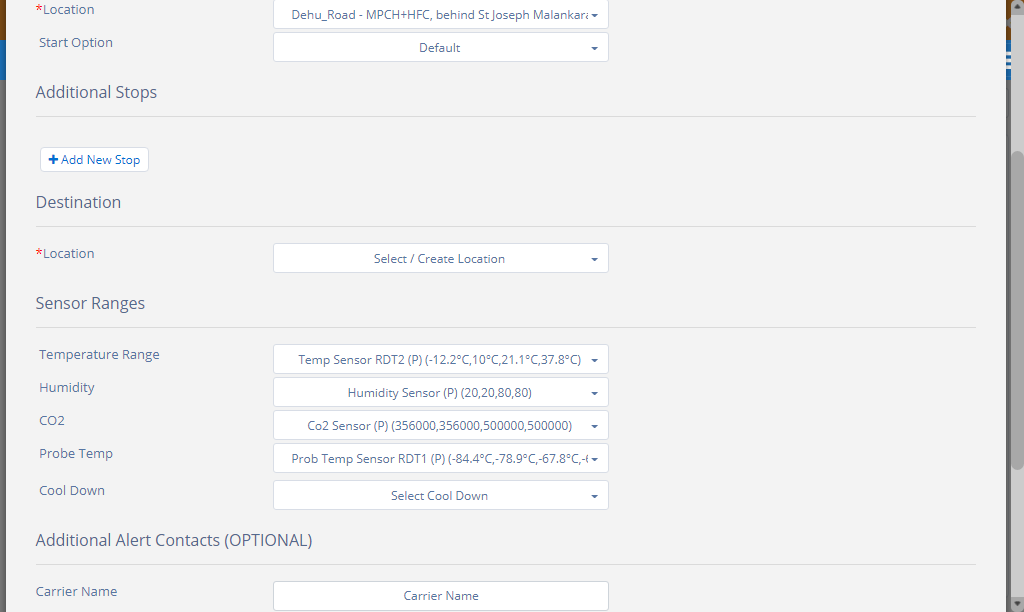 *Location
Dehu_Road - MPCH+HFC, behind St Joseph Malankara
Start Option
Default
Additional Stops
Add New Stop
Destination
*Location
Select / Create Location
Sensor Ranges
Temperature Range
Temp Sensor RDT2 (P) (-12.2°C,10°C,21.1°C,37.8°C)
Humidity
Humidity Sensor (P) (20,20,80,80)
CO2
Co2 Sensor (P) (356000,356000,500000,500000)
Probe Temp
Prob Temp Sensor RDT1 (P) (-84.4°C,-78.9°C,-67.8°C,
Cool Down
Select Cool Down
Additional Alert Contacts (OPTIONAL)
Carrier Name
Carrier Name